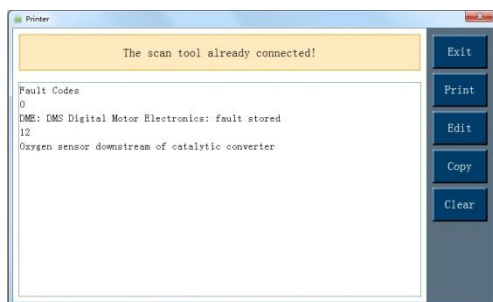 Printer
The scan tool already connected!
Fault Codes
0
DME: DMS Digital Motor Electronics: fault stored
12
Oxygen sensor downstream of catalytic converter
Exit
Print
Edit
Copy
Clear